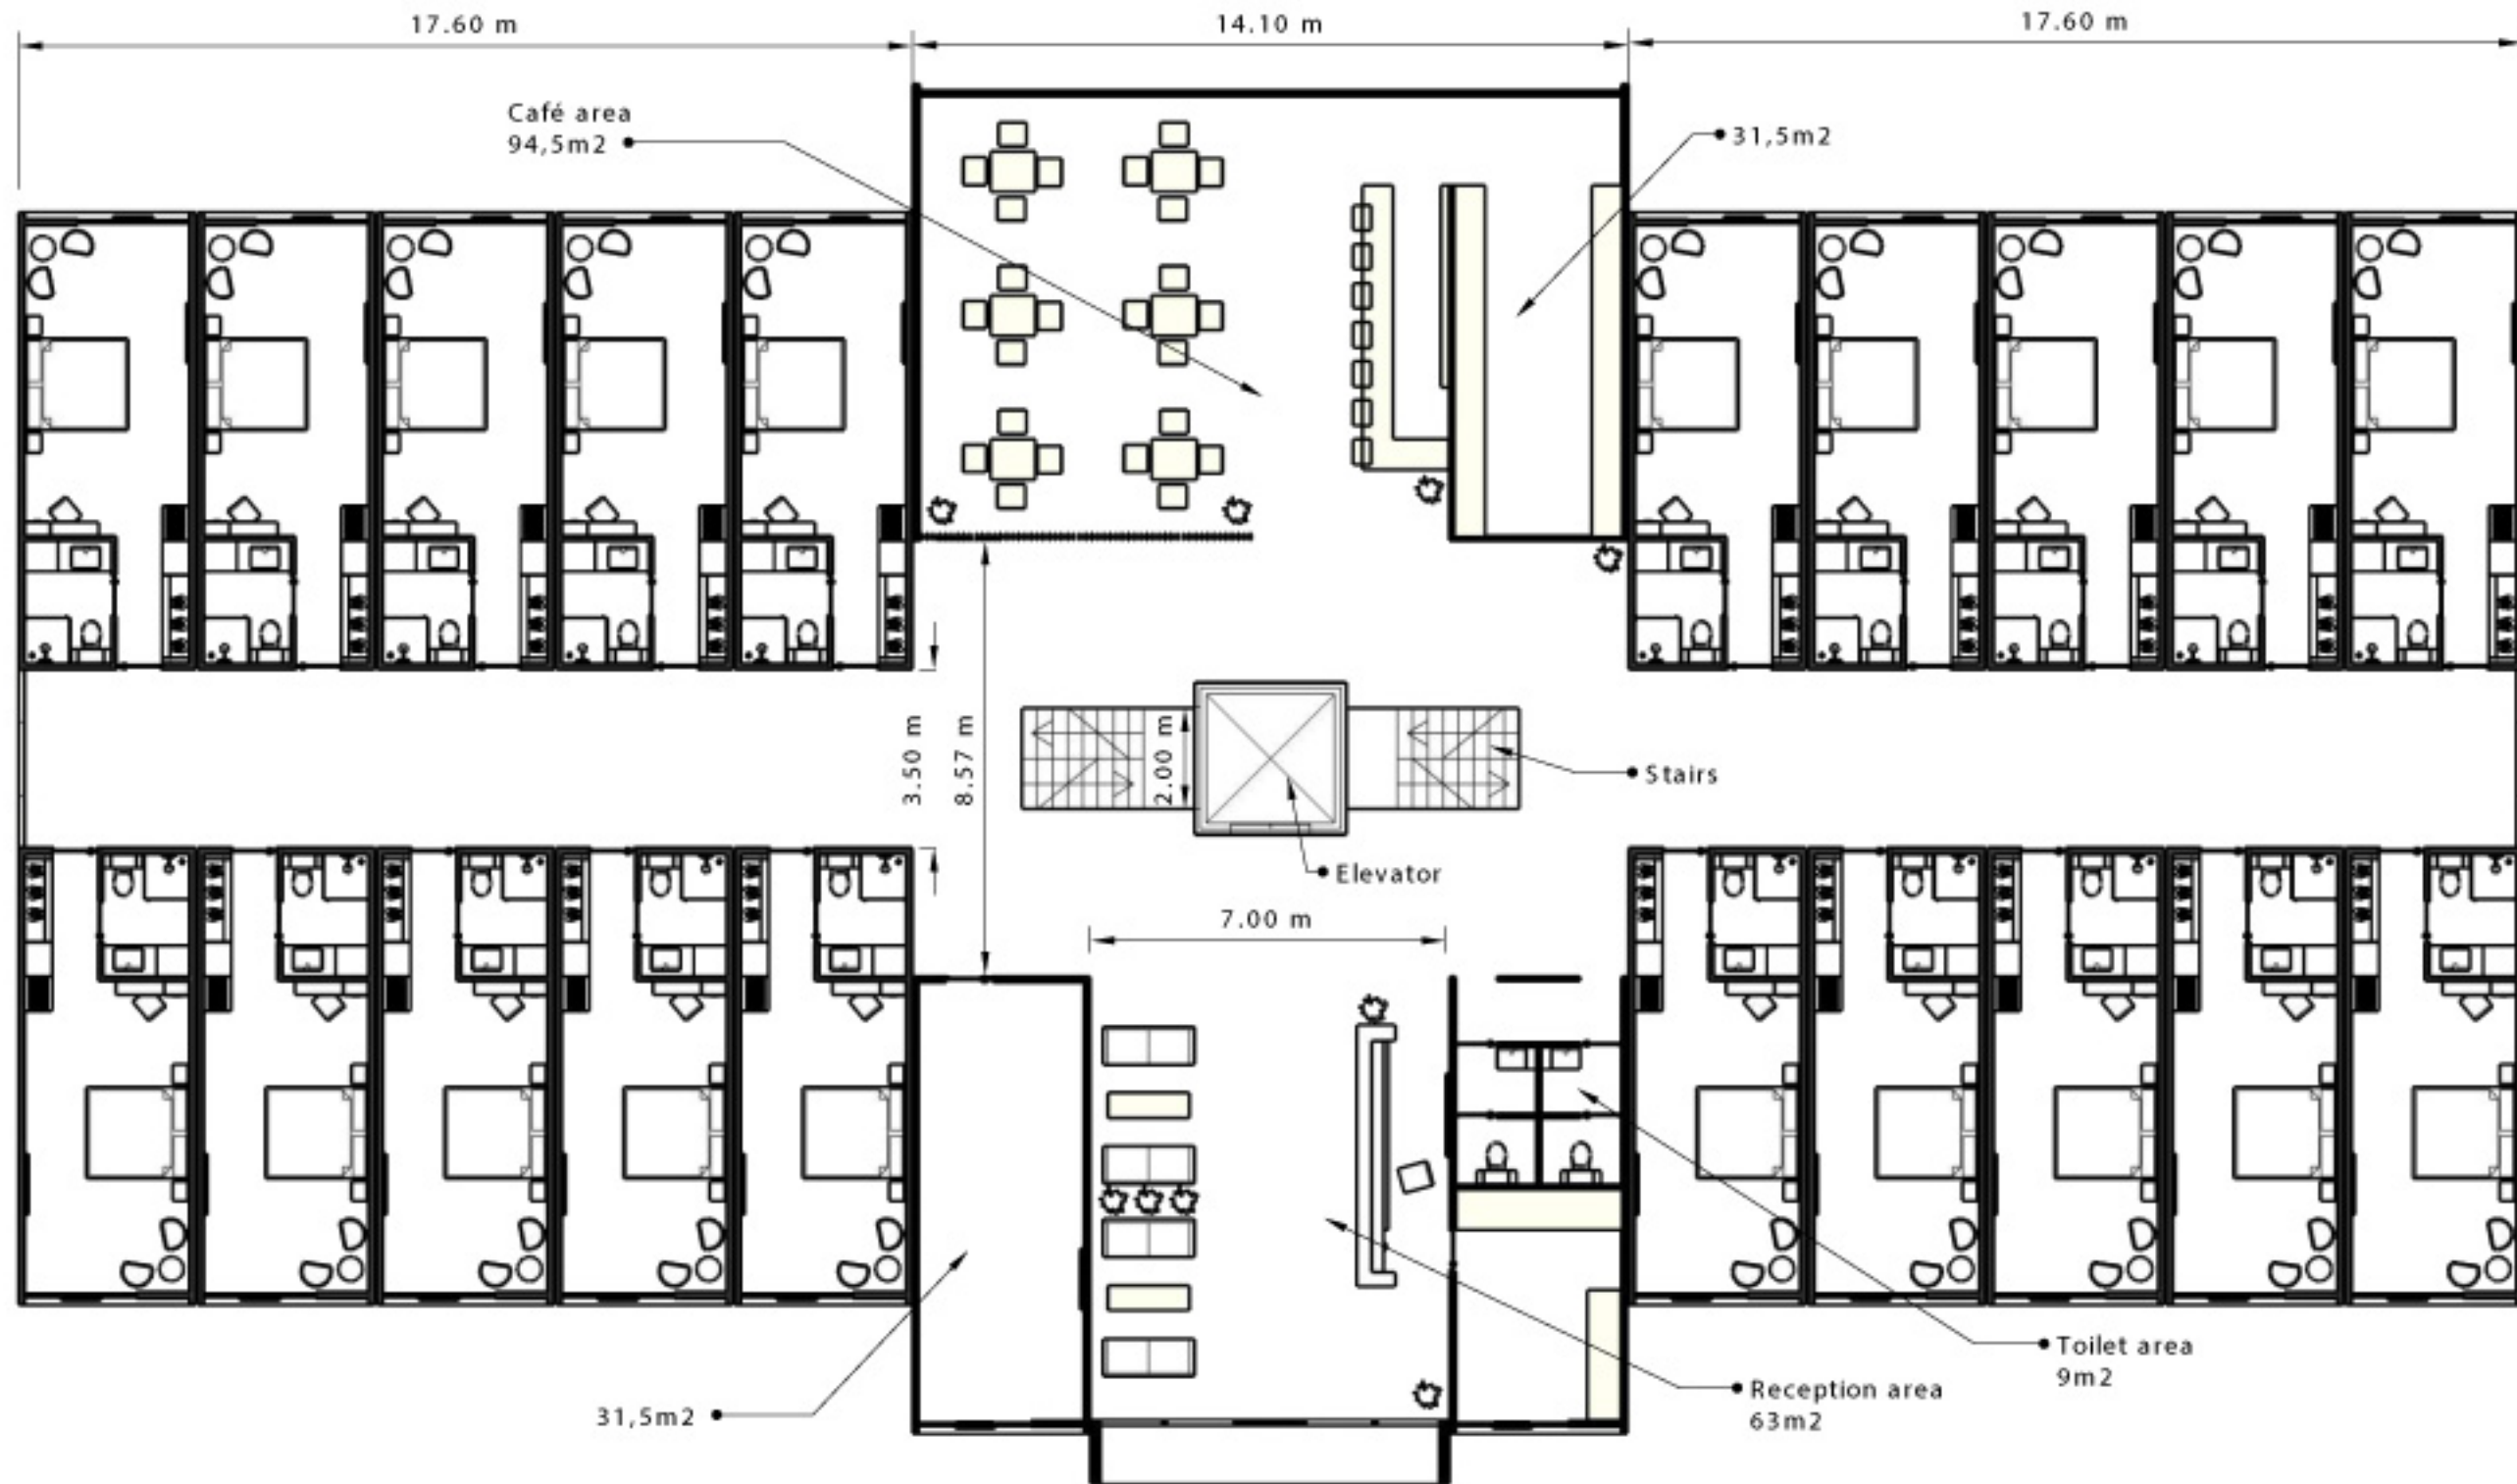 17.60 m
14.10 m
17.60 m
Café area
94,5m2
31,5m2
3.50 m
8.57 m
2.00 m
Stairs
Elevator
7.00 m
Toilet area
9m2
Reception area
63m2
31,5m2